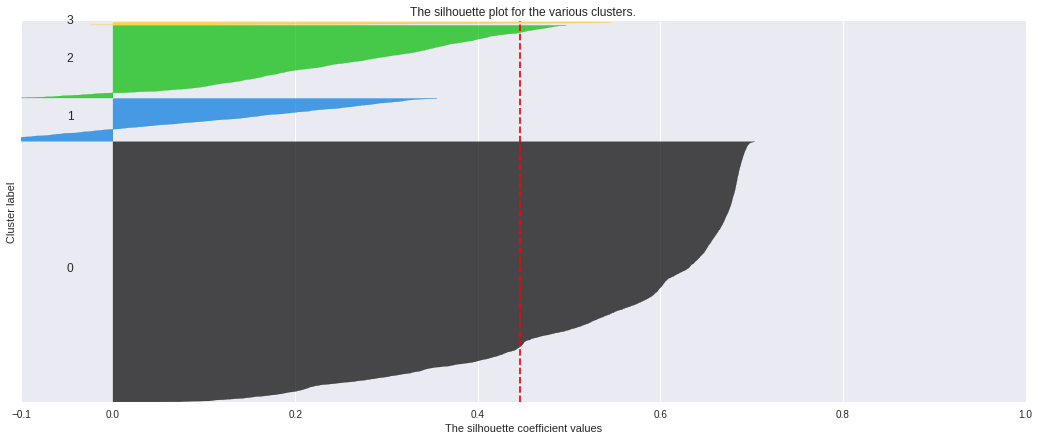 The silhouette plot for the various clusters.
3
2
1
0
Cluster label
−0.1 0.0 0.2 0.4 0.6 0.8 1.0
The silhouette coefficient values